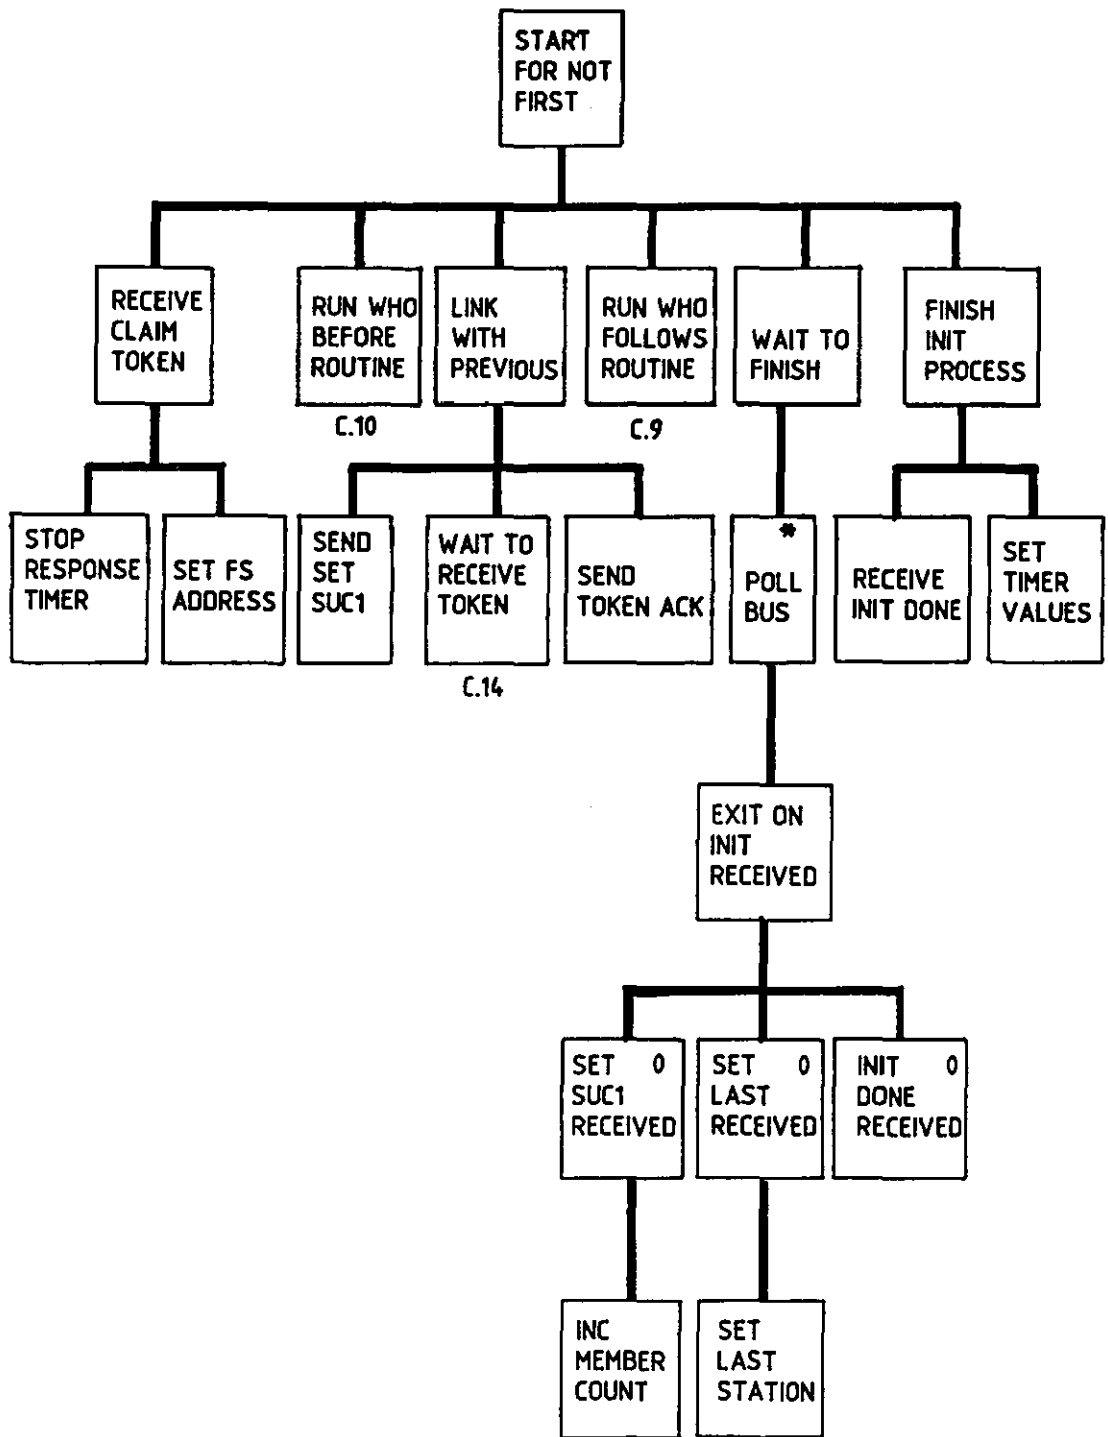 START
FOR NOT
FIRST
RECEIVE
CLAIM
TOKEN
RUN WHO
BEFORE
ROUTINE
LINK
WITH
PREVIOUS
RUN WHO
FOLLOWS
ROUTINE
WAIT TO
FINISH
FINISH
INIT
PROCESS
C.10
C.9
STOP
RESPONSE
TIMER
SET FS
ADDRESS
SEND
SET
SUC1
WAIT TO
RECEIVE
TOKEN
SEND
TOKEN ACK
*
POLL
BUS
RECEIVE
INIT DONE
SET
TIMER
VALUES
C.14
EXIT ON
INIT
RECEIVED
SET 0
SUC1
RECEIVED
SET 0
LAST
RECEIVED
INIT 0
DONE
RECEIVED
INC
MEMBER
COUNT
SET
LAST
STATION